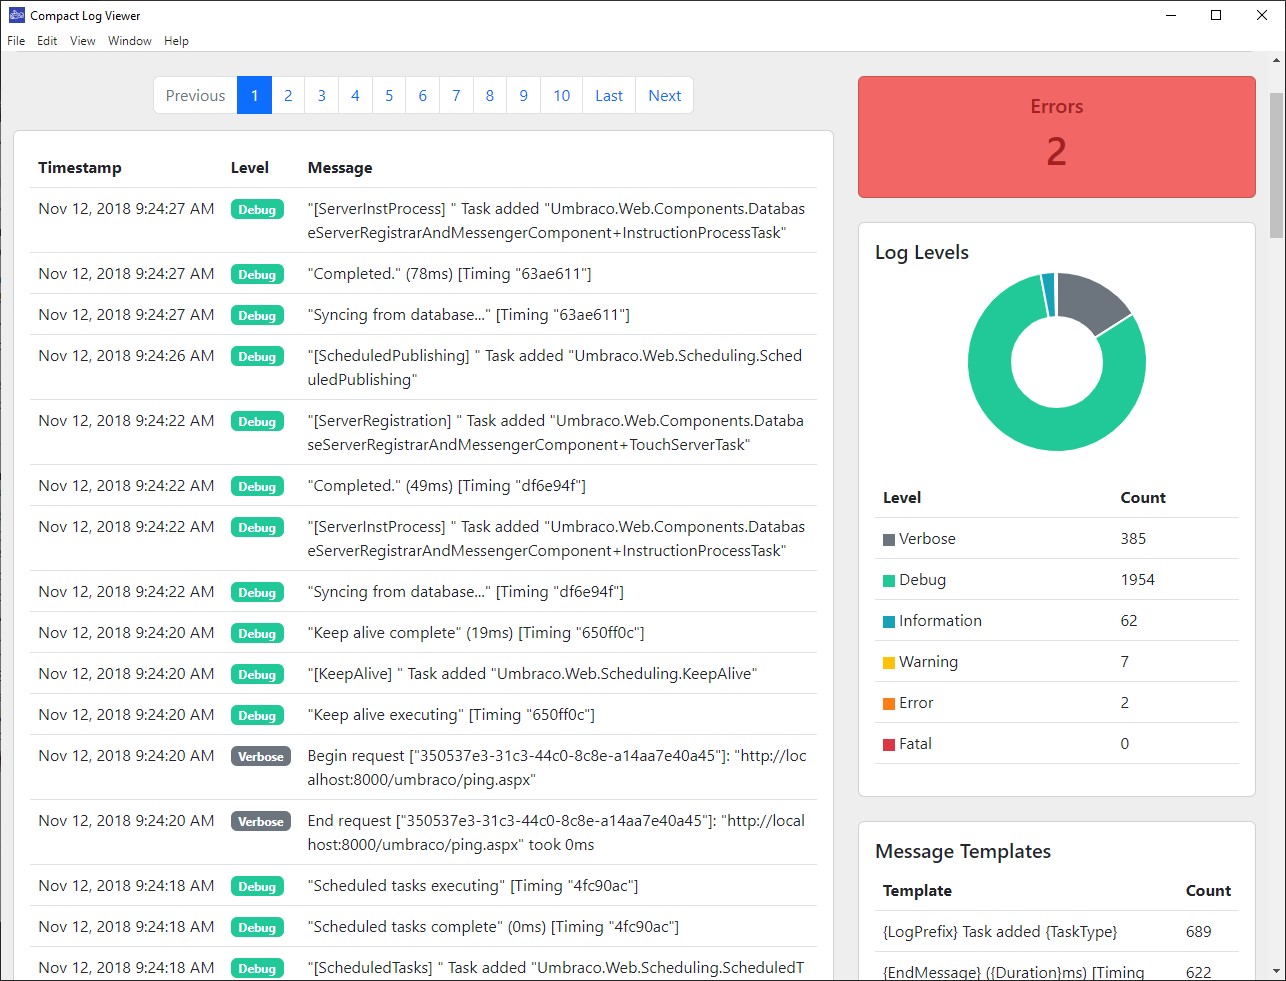 Compact Log Viewer
File Edit View Window Help
Previous 1 2 3 4 5 6 7 8 9 10 Last Next
Timestamp Level Message
Nov 12, 2018 9:24:27 AM Debug "[ServerInstProcess] " Task added "Umbraco.Web.Components.Databas
eServerRegistrarAndMessengerComponent+InstructionProcessTask"
Nov 12, 2018 9:24:27 AM Debug "Completed." (78ms) [Timing "63ae611"]
Nov 12, 2018 9:24:27 AM Debug "Syncing from database..." [Timing "63ae611"]
Nov 12, 2018 9:24:26 AM Debug "[ScheduledPublishing] " Task added "Umbraco.Web.Scheduling.Sched
uledPublishing"
Nov 12, 2018 9:24:22 AM Debug "[ServerRegistration] " Task added "Umbraco.Web.Components.Databa
seServerRegistrarAndMessengerComponent+TouchServerTask"
Nov 12, 2018 9:24:22 AM Debug "Completed." (49ms) [Timing "df6e94f"]
Nov 12, 2018 9:24:22 AM Debug "[ServerInstProcess] " Task added "Umbraco.Web.Components.Databas
eServerRegistrarAndMessengerComponent+InstructionProcessTask"
Nov 12, 2018 9:24:22 AM Debug "Syncing from database..." [Timing "df6e94f"]
Nov 12, 2018 9:24:20 AM Debug "Keep alive complete" (19ms) [Timing "650ff0c"]
Nov 12, 2018 9:24:20 AM Debug "[KeepAlive] " Task added "Umbraco.Web.Scheduling.KeepAlive"
Nov 12, 2018 9:24:20 AM Debug "Keep alive executing" [Timing "650ff0c"]
Nov 12, 2018 9:24:20 AM Verbose Begin request ["350537e3-31c3-44c0-8c8e-a14aa7e40a45"]: "http://loc
alhost:8000/umbraco/ping.aspx"
Nov 12, 2018 9:24:20 AM Verbose End request ["350537e3-31c3-44c0-8c8e-a14aa7e40a45"]: "http://local
host:8000/umbraco/ping.aspx" took 0ms
Nov 12, 2018 9:24:18 AM Debug "Scheduled tasks executing" [Timing "4fc90ac"]
Nov 12, 2018 9:24:18 AM Debug "Scheduled tasks complete" (0ms) [Timing "4fc90ac"]
Nov 12, 2018 9:24:18 AM Debug "[ScheduledTasks] " Task added "Umbraco.Web.Scheduling.ScheduledT
Errors
2
Log Levels
Level Count
Verbose 385
Debug 1954
Information 62
Warning 7
Error 2
Fatal 0
Message Templates
Template Count
{LogPrefix} Task added {TaskType} 689
{EndMessage} ({Duration}ms) [Timing 622